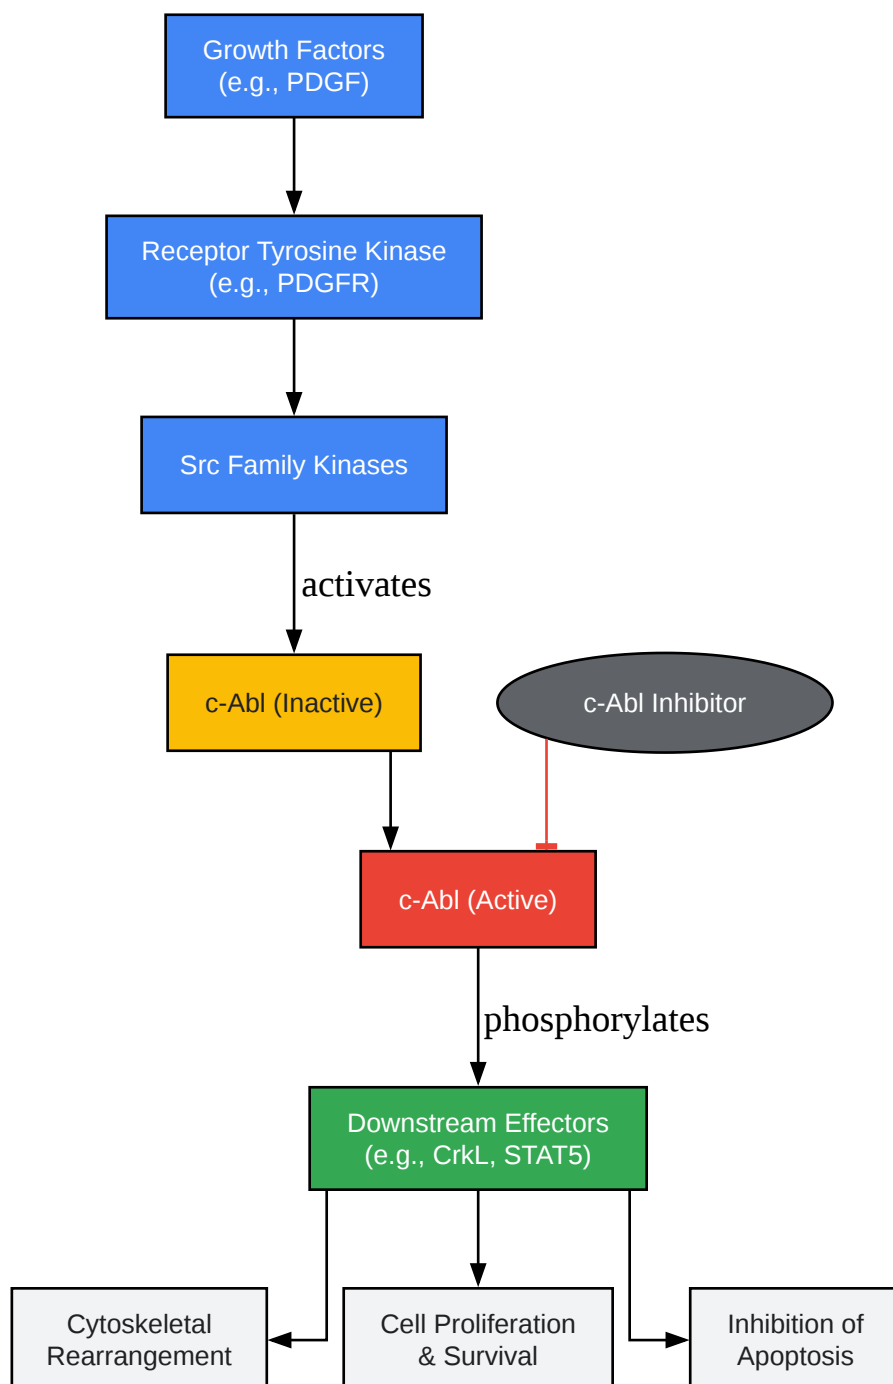 Growth Factors
(e.g., PDGF)
Receptor Tyrosine Kinase
(e.g., PDGFR)
Src Family Kinases
activates
c-Abl (Inactive)
c-Abl Inhibitor
c-Abl (Active)
phosphorylates
Downstream Effectors
(e.g., CrkL, STAT5)
Cytoskeletal
Rearrangement
Cell Proliferation
& Survival
Inhibition of
Apoptosis